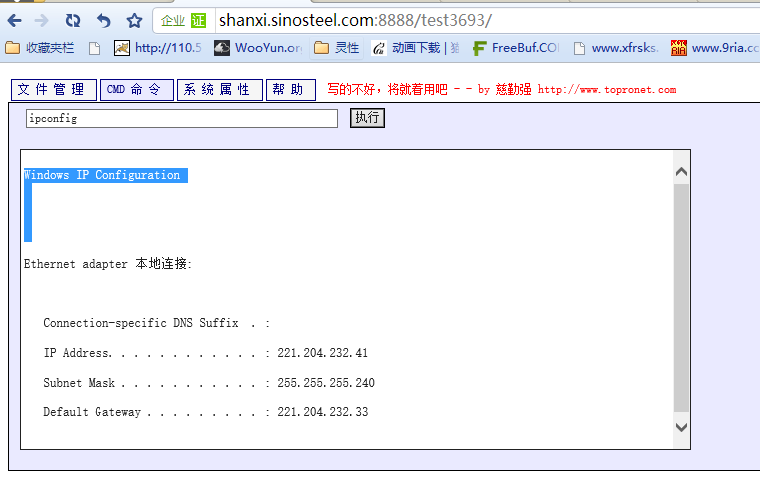 企业 证 shanxi.sinosteel.com:8888/test3693/
收藏夹栏 http://110.5 WooYun.or 灵性 动画下载 | 猫 FreeBuf.CO www.xfrsks. www.9ria.c
文件管理 CMD命令 系统属性 帮助 写的不好，将就着用吧 - - by 慈勤强 http://www.topronet.com
ipconfig 执行
Windows IP Configuration
Ethernet adapter 本地连接:
Connection-specific DNS Suffix . :
IP Address. . . . . . . . . . . . : 221.204.232.41
Subnet Mask . . . . . . . . . . . : 255.255.255.240
Default Gateway . . . . . . . . . : 221.204.232.33